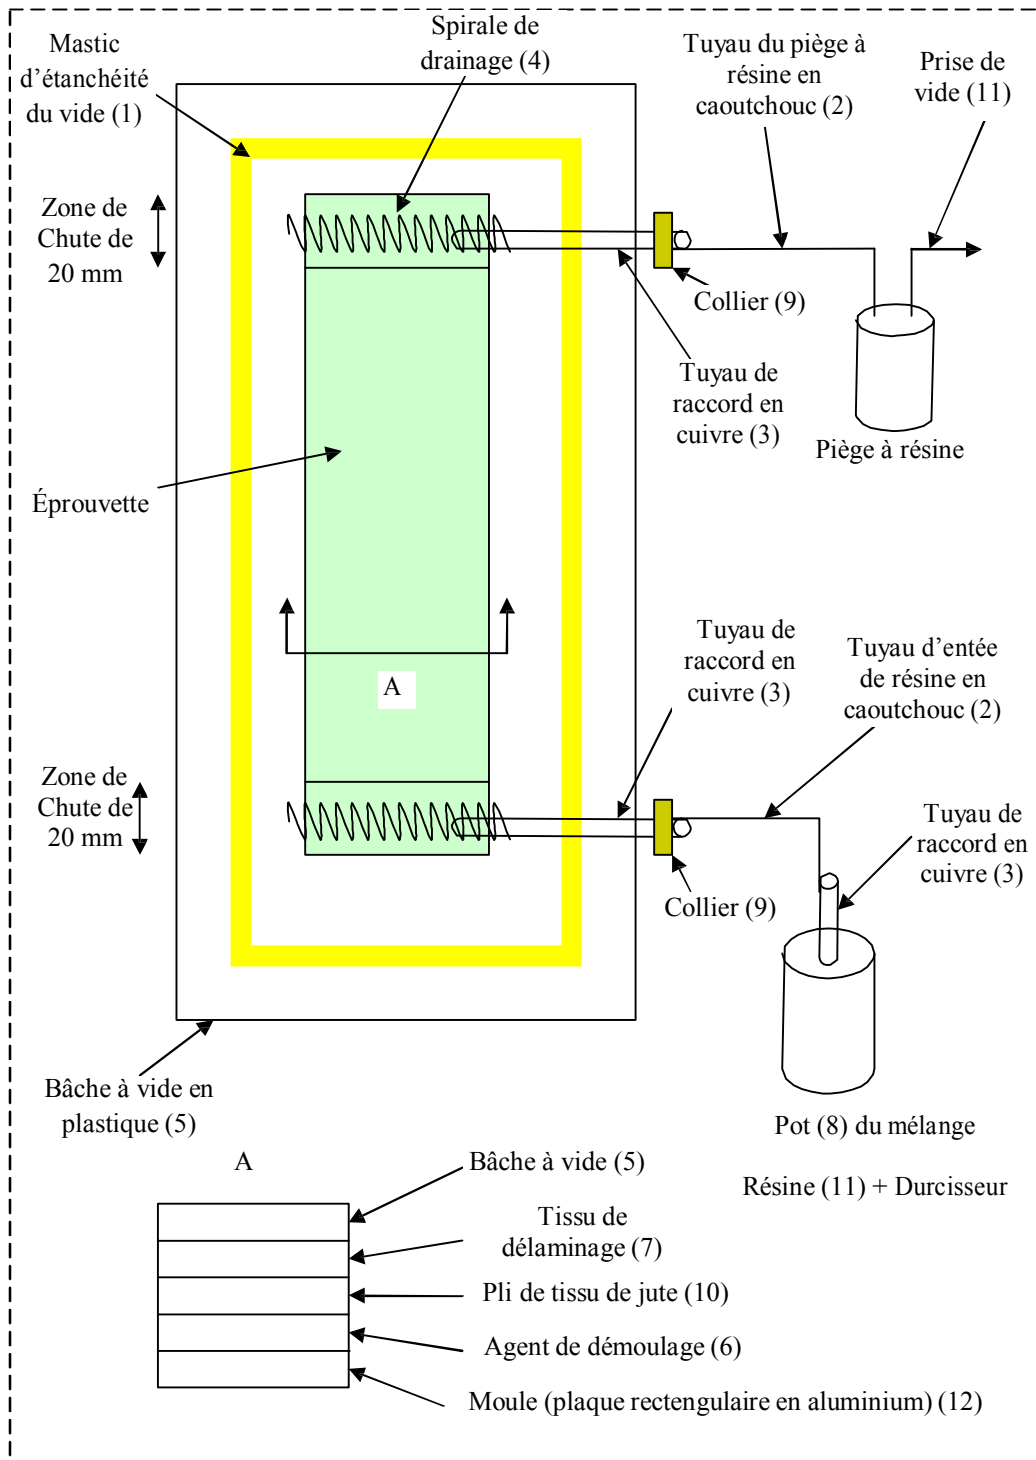 Mastic
d’étanchéité
du vide (1)
Spirale de
drainage (4)
Tuyau du piège à
résine en
caoutchouc (2)
Prise de
vide (11)
Zone de
Chute de
20 mm
Collier (9)
Tuyau de
raccord en
cuivre (3)
Piège à résine
Éprouvette
A
Tuyau de
raccord en
cuivre (3)
Tuyau d’entée
de résine en
caoutchouc (2)
Zone de
Chute de
20 mm
Tuyau de
raccord en
cuivre (3)
Collier (9)
Bâche à vide en
plastique (5)
Pot (8) du mélange
Résine (11) + Durcisseur
A
Bâche à vide (5)
Tissu de
délaminage (7)
Pli de tissu de jute (10)
Agent de démoulage (6)
Moule (plaque rectengulaire en aluminium) (12)